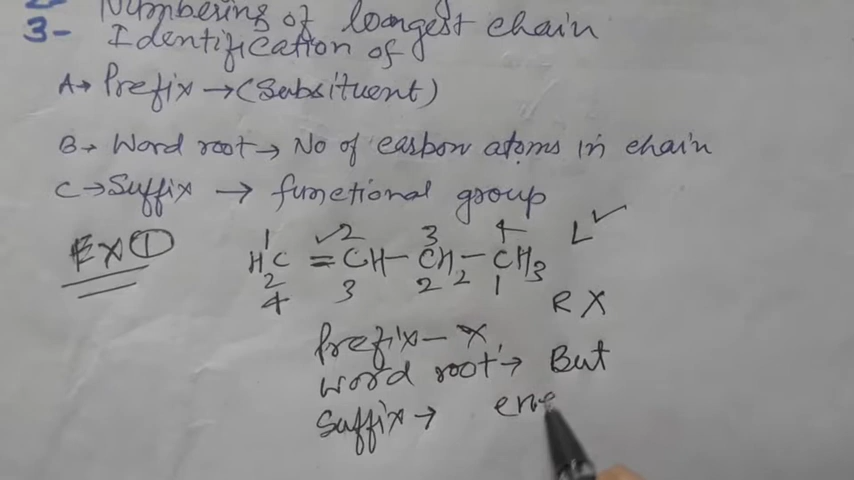 Numbering of longest chain
3- Identification of
A→ Prefix → (Subsituent)
B→ Word root → No of carbon atoms in chain
C→ Suffix → functional group
Ex ①
1 2 3 4 L ✓
H2C = CH - CH2 - CH3
4 3 2 1
R X
Prefix - X
Word root → But
Suffix → ene